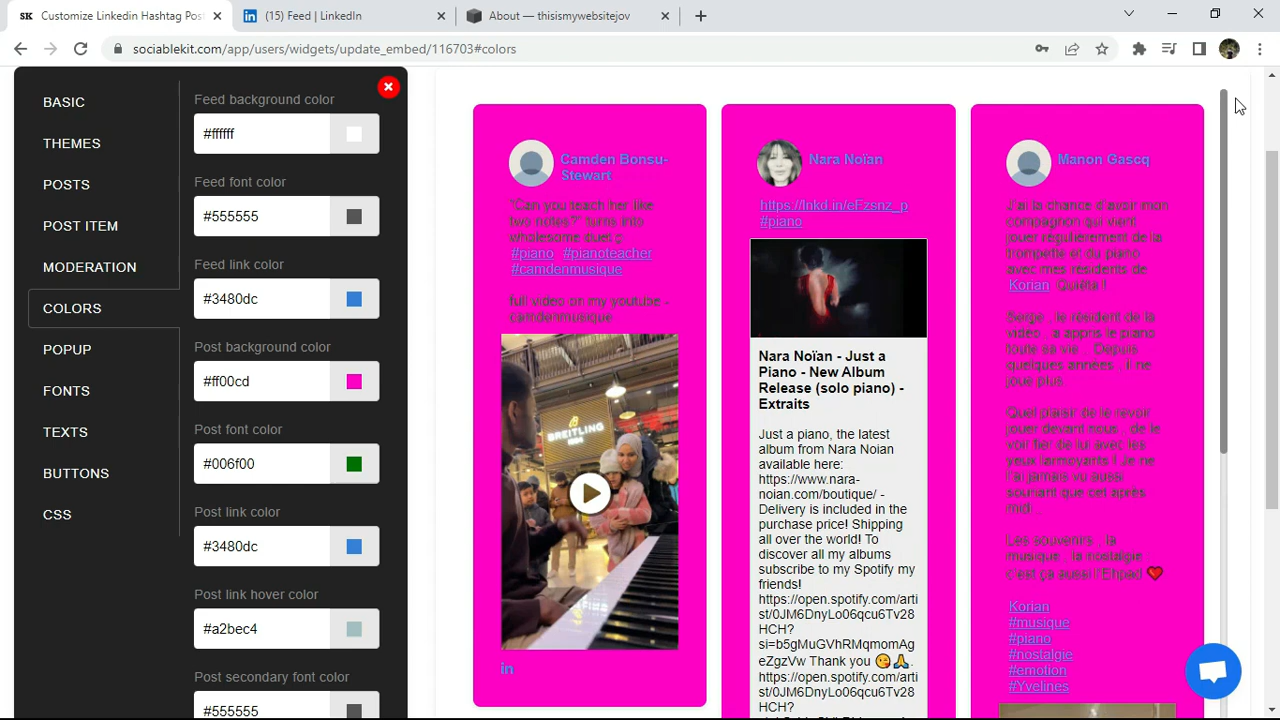 Customize Linkedin Hashtag Post
(15) Feed | LinkedIn
About — thisismywebsitejov
sociablekit.com/app/users/widgets/update_embed/116703#colors
BASIC
THEMES
POSTS
POST ITEM
MODERATION
COLORS
POPUP
FONTS
TEXTS
BUTTONS
CSS
Feed background color
#ffffff
Feed font color
#555555
Feed link color
#3480dc
Post background color
#ff00cd
Post font color
#006f00
Post link color
#3480dc
Post link hover color
#a2bec4
Post secondary font color
#555555
Camden Bonsu-
Stewart
"Can you teach her like
two notes?" turns into
wholesome duet
#piano #pianoteacher
#camdenmusique
full video on my youtube -
camdenmusique
BREITLING
1884
in
Nara Noïan
https://lnkd.in/eFzsnz_p
#piano
Nara Noïan - Just a
Piano - New Album
Release (solo piano) -
Extraits
Just a piano, the latest
album from Nara Noian
available here:
https://www.nara-
noian.com/boutique/ -
Delivery is included in the
purchase price! Shipping
all over the world! To
discover all my albums
subscribe to my Spotify my
friends!
https://open.spotify.com/arti
st/0JM6DnyLo06qcu6Tv28
HCH?
si=b5gMuGVhRMqmomAg
eZgzVw Thank you 😘🙏.
https://open.spotify.com/arti
st/0JM6DnyLo06qcu6Tv28
HCH?
Manon Gascq
J'ai la chance d'avoir mon
compagnon qui vient
jouer régulièrement de la
trompette et du piano
avec mes résidents de
Korian Quiéta !
Serge , le résident de la
vidéo , a appris le piano
toute sa vie . Depuis
quelques années , il ne
joue plus .
Quel plaisir de le revoir
jouer devant nous , de le
voir fier de lui avec les
yeux larmoyants ! Je ne
l'ai jamais vu aussi
souriant que cet après
midi .
Les souvenirs , la
musique , la nostalgie
c'est ça aussi l'Ehpad ❤️
Korian
#musique
#piano
#nostalgie
#emotion
#Yvelines